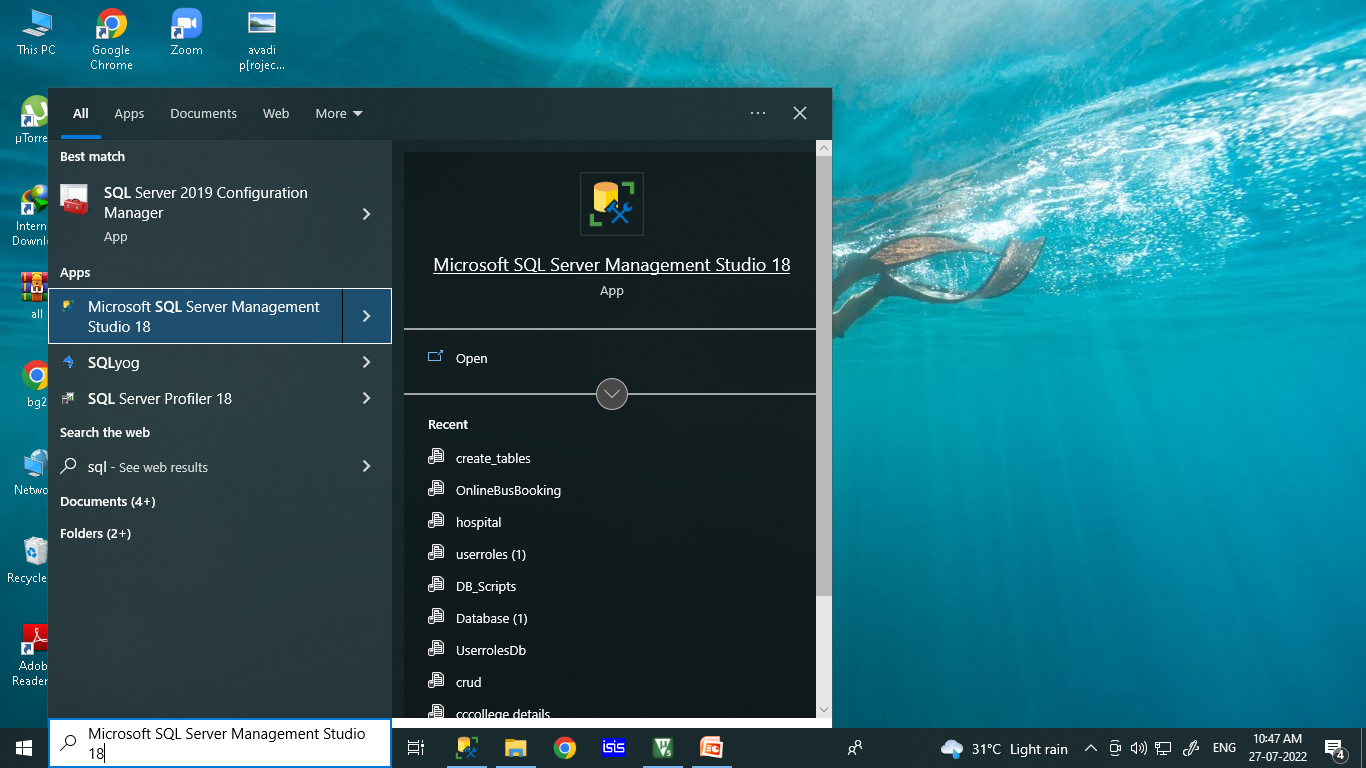 This PC
Google
Chrome
Zoom
avadi
p[rojec...
µTorre
Intern
Downl
all
bg2
Netwo
Recycle
Adob
Reader
All
Apps
Documents
Web
More
Best match
SQL Server 2019 Configuration
Manager
App
Apps
Microsoft SQL Server Management
Studio 18
SQLyog
SQL Server Profiler 18
Search the web
sql - See web results
Documents (4+)
Folders (2+)
Microsoft SQL Server Management Studio 18
App
Open
Recent
create_tables
OnlineBusBooking
hospital
userroles (1)
DB_Scripts
Database (1)
UserrolesDb
crud
cccollege details
Microsoft SQL Server Management Studio
18
isis
31°C Light rain
ENG
10:47 AM
27-07-2022
4